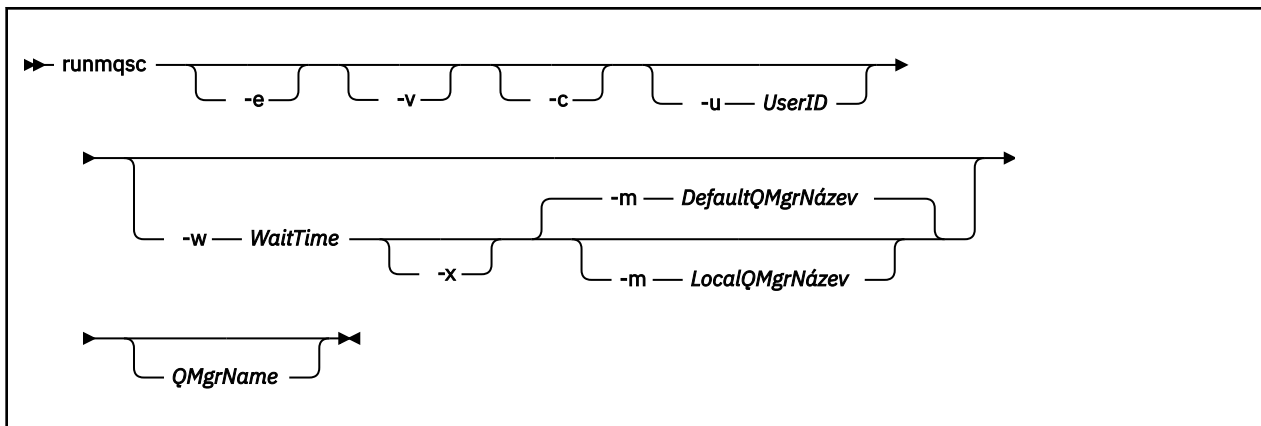 runmqsc
-e -v -c -u UserID
-m DefaultQMgrNázev
-w WaitTime
-x -m LocalQMgrNázev
QMgrName